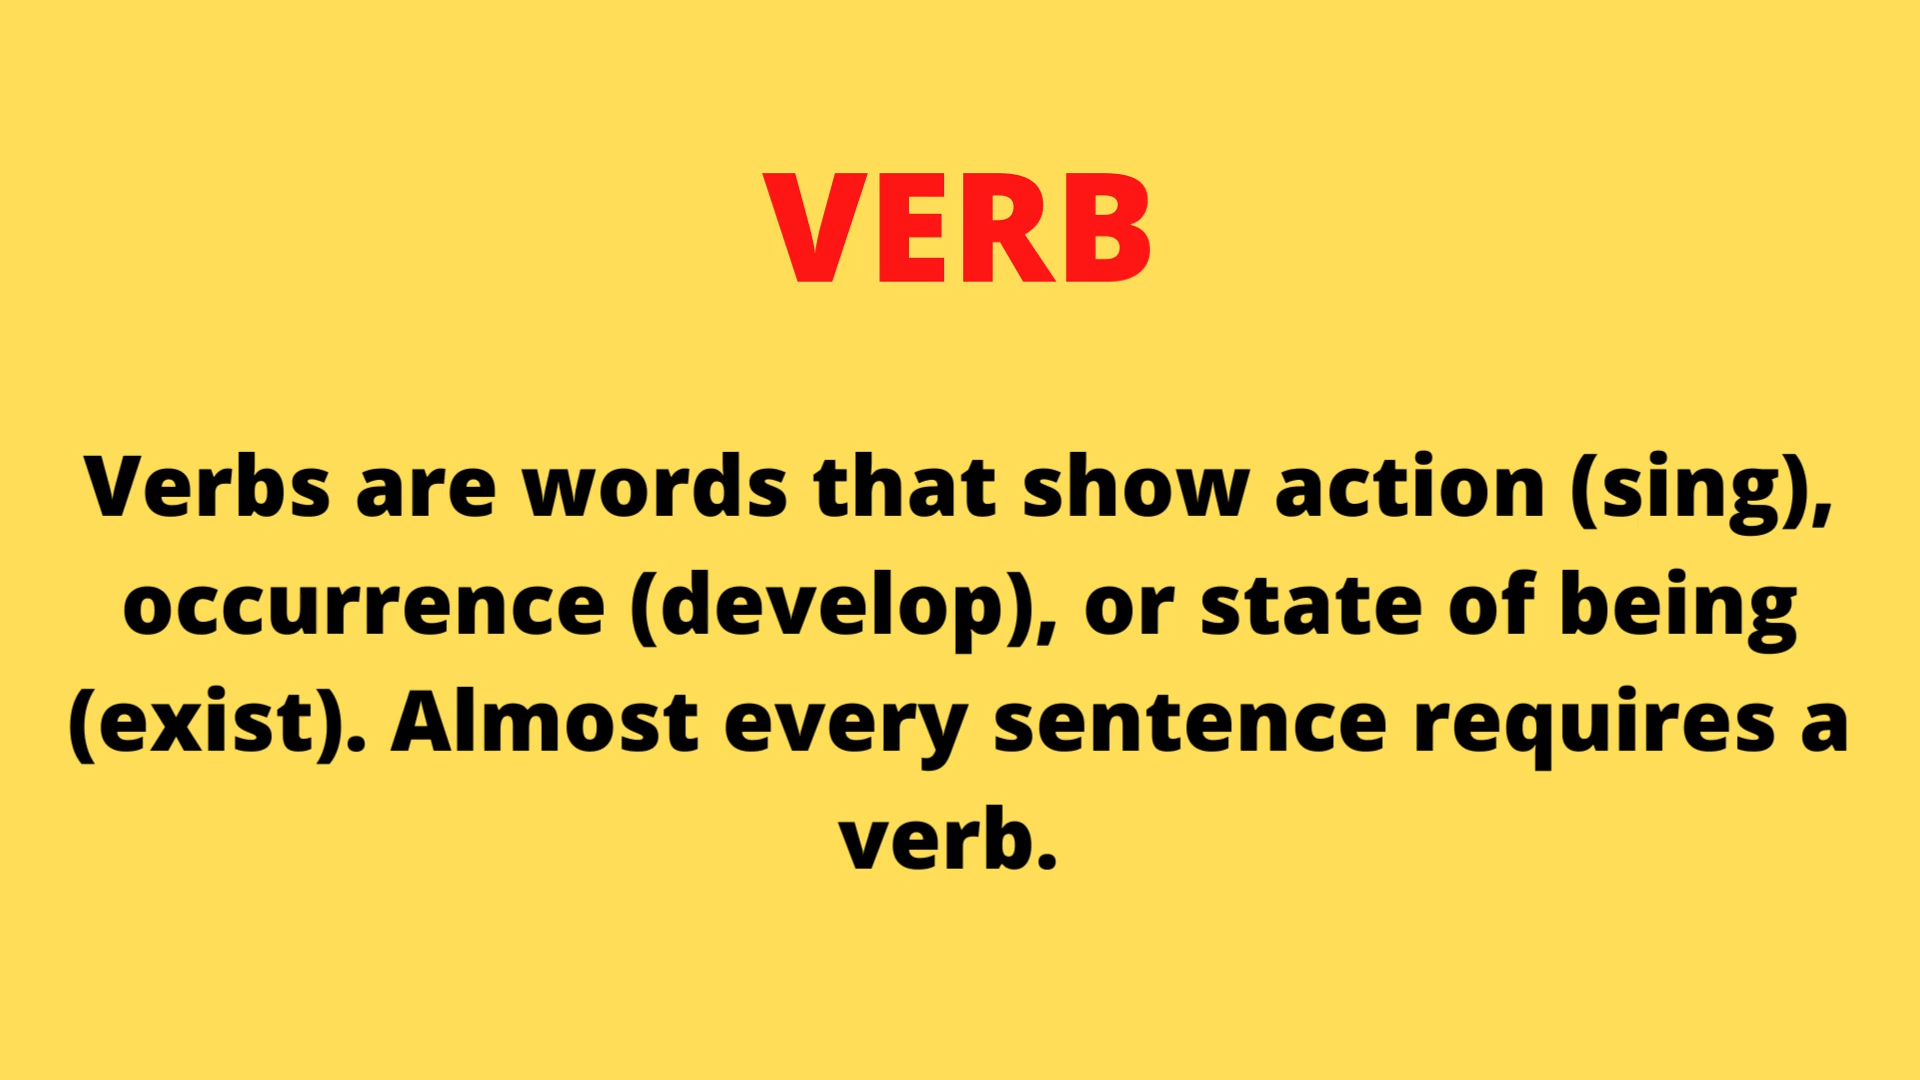 VERB
Verbs are words that show action (sing),
occurrence (develop), or state of being
(exist). Almost every sentence requires a
verb.